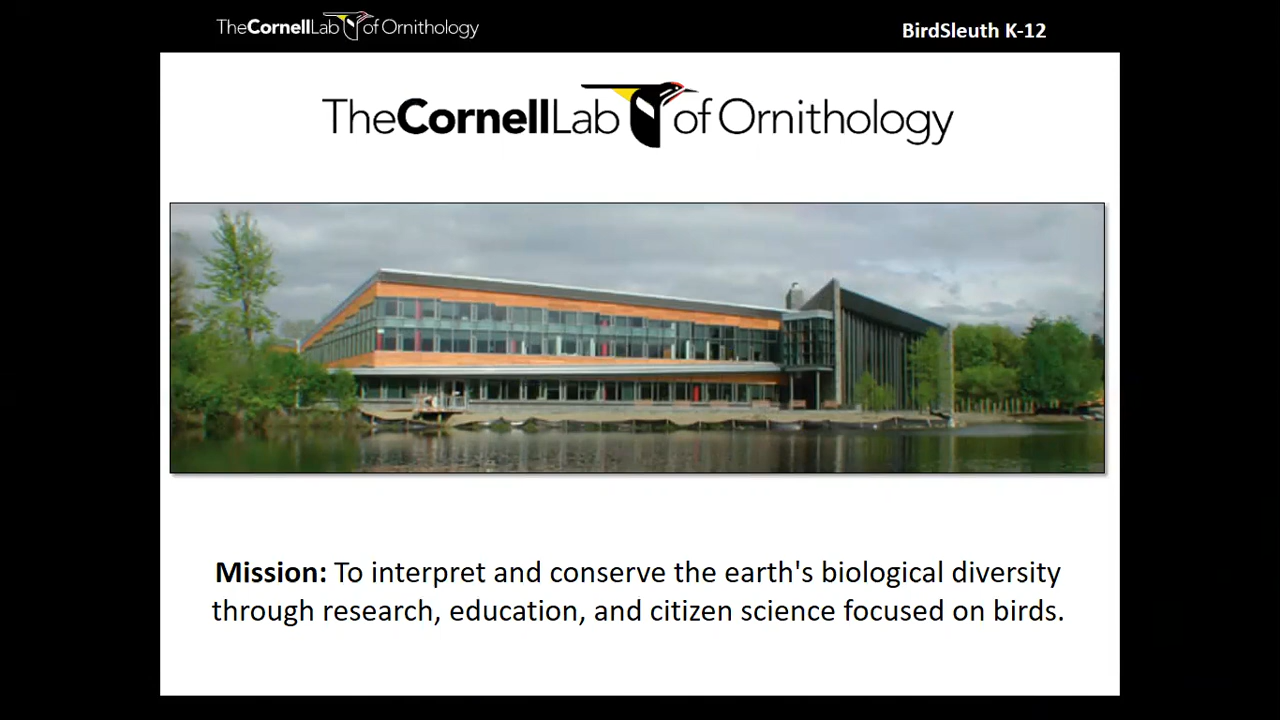 TheCornellLab of Ornithology
BirdSleuth K-12
TheCornellLab of Ornithology
Mission: To interpret and conserve the earth's biological diversity
through research, education, and citizen science focused on birds.